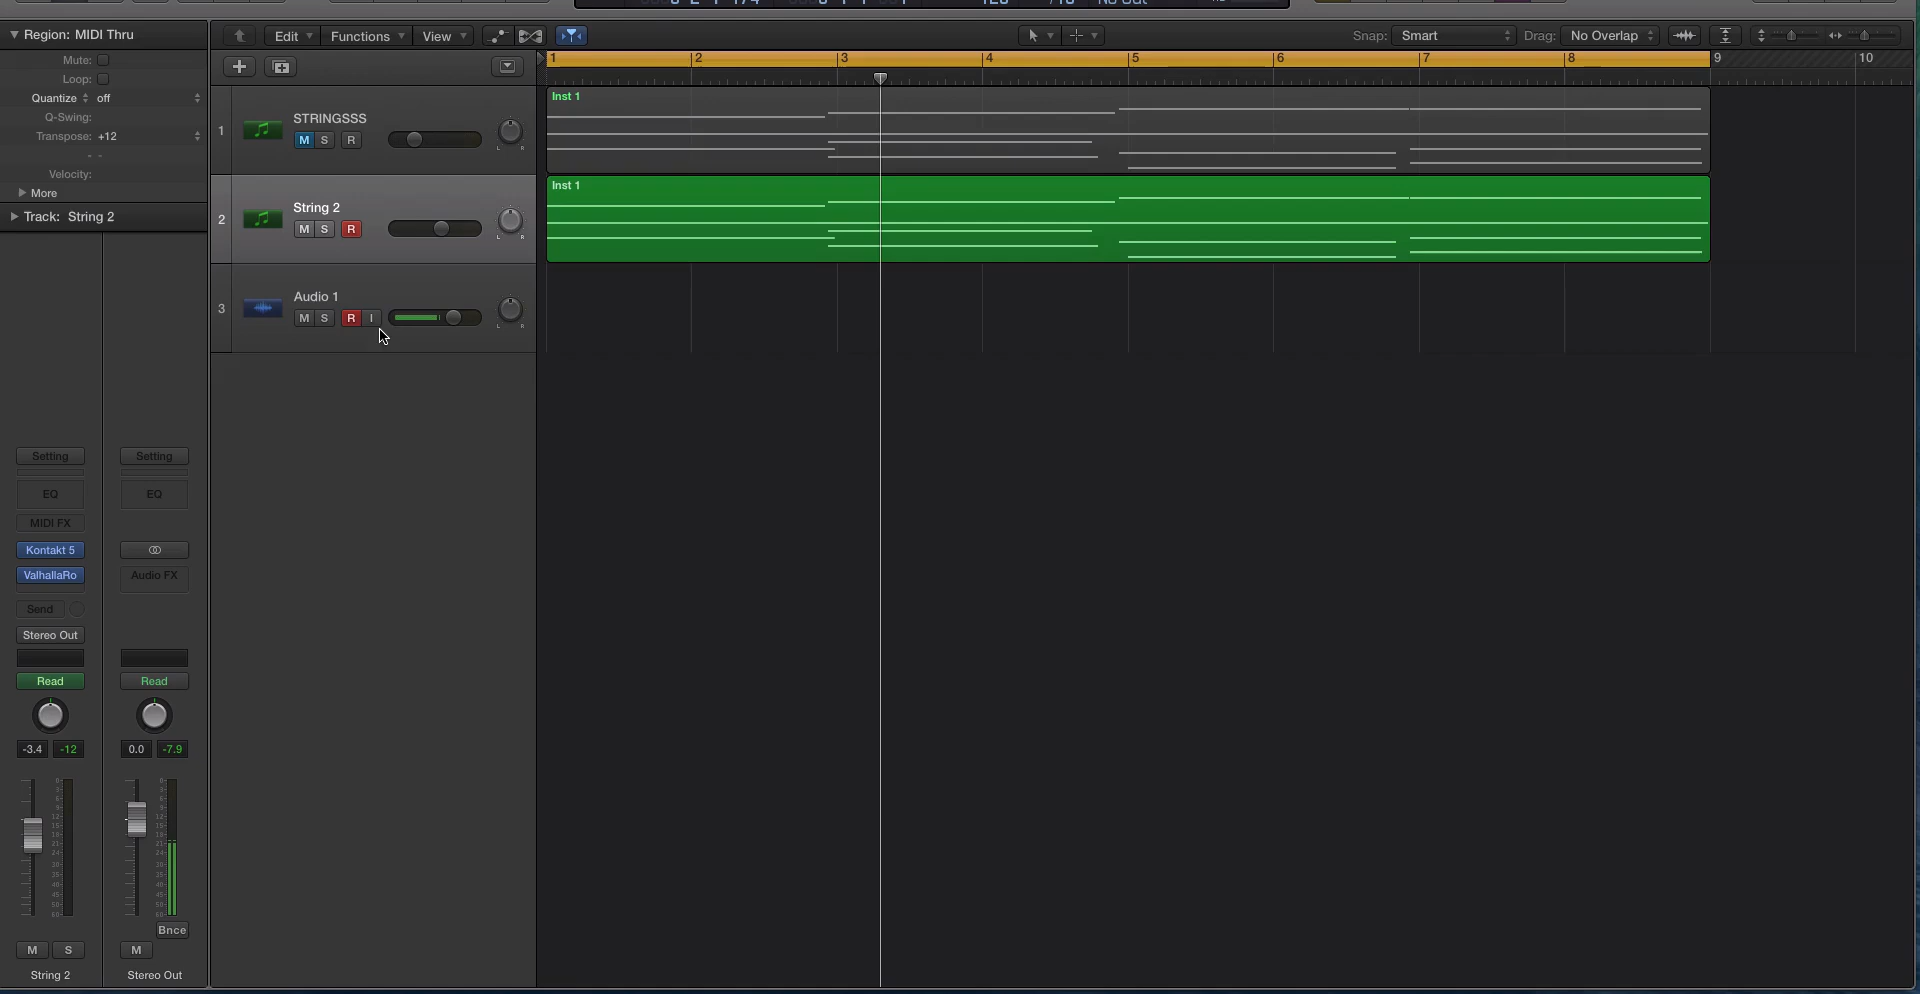 Region: MIDI Thru
Mute:
Loop:
Quantize off
Q-Swing:
Transpose: +12
- -
Velocity:
More
Track: String 2
Edit Functions View Snap: Smart Drag: No Overlap
1 2 3 4 5 6 7 8 9 10
1 STRINGSSS
M S R
L R
Inst 1
2 String 2
M S R
L R
Inst 1
3 Audio 1
M S R I
L R
Setting Setting
EQ EQ
MIDI FX
Kontakt 5
ValhallaRo Audio FX
Send
Stereo Out
Read Read
-3.4 -12 0.0 -7.9
Bnce
M S M
String 2 Stereo Out